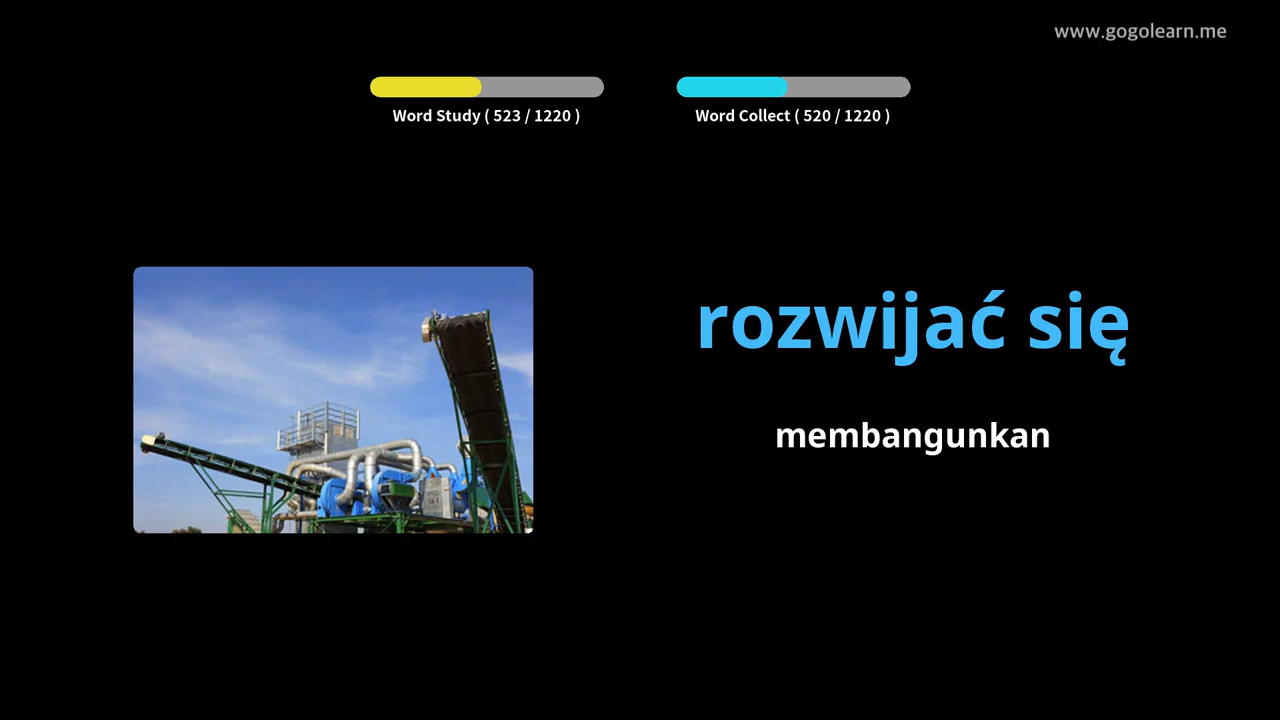 www.gogolearn.me
Word Study ( 523 / 1220 )
Word Collect ( 520 / 1220 )
rozwijać się
membangunkan